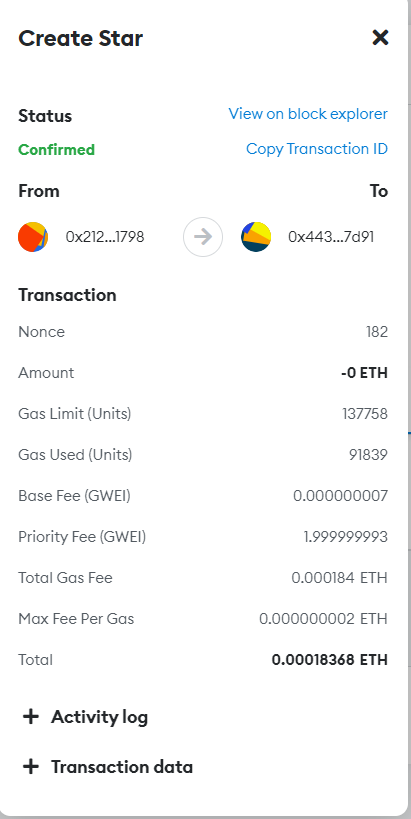 Create Star
Status View on block explorer
Confirmed Copy Transaction ID
From To
0x212...1798 0x443...7d91
Transaction
Nonce 182
Amount -0 ETH
Gas Limit (Units) 137758
Gas Used (Units) 91839
Base Fee (GWEI) 0.000000007
Priority Fee (GWEI) 1.999999993
Total Gas Fee 0.000184 ETH
Max Fee Per Gas 0.000000002 ETH
Total 0.00018368 ETH
Activity log
Transaction data